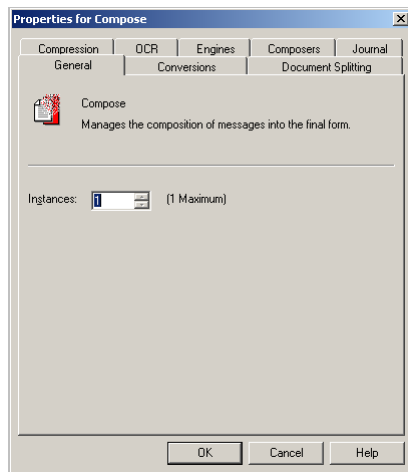 Properties for Compose
Compression OCR Engines Composers Journal
General Conversions Document Splitting
Compose
Manages the composition of messages into the final form.
Instances: 1 (1 Maximum)
OK Cancel Help